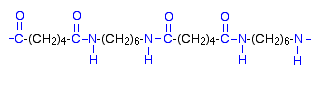 O O O O
–C–(CH₂)₄–C–N–(CH₂)₆–N–C–(CH₂)₄–C–N–(CH₂)₆–N–
H H H H